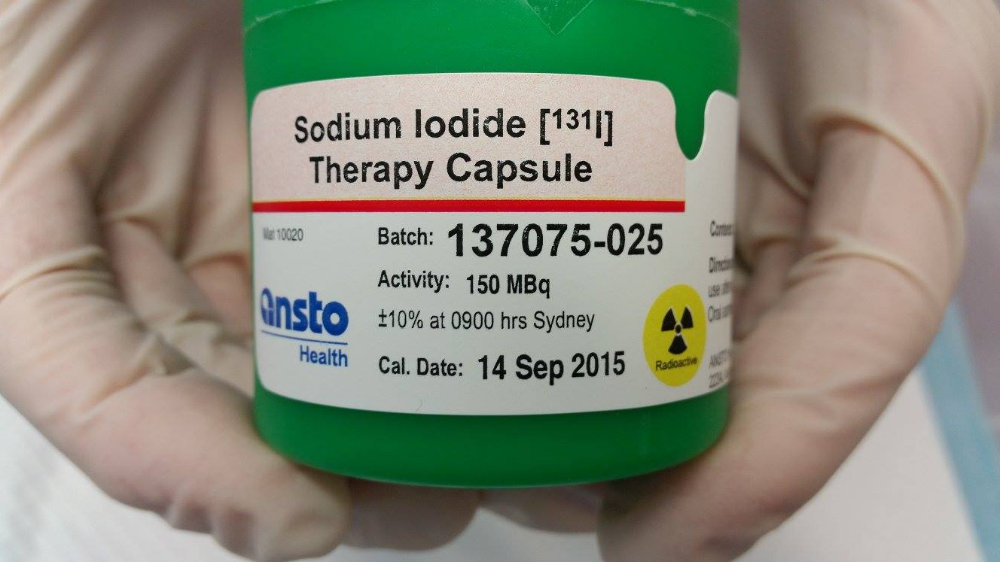 Sodium Iodide [¹³¹I]
Therapy Capsule
Mat 10020
Batch: 137075-025
Activity: 150 MBq
±10% at 0900 hrs Sydney
Cal. Date: 14 Sep 2015
ansto
Health
Radioactive